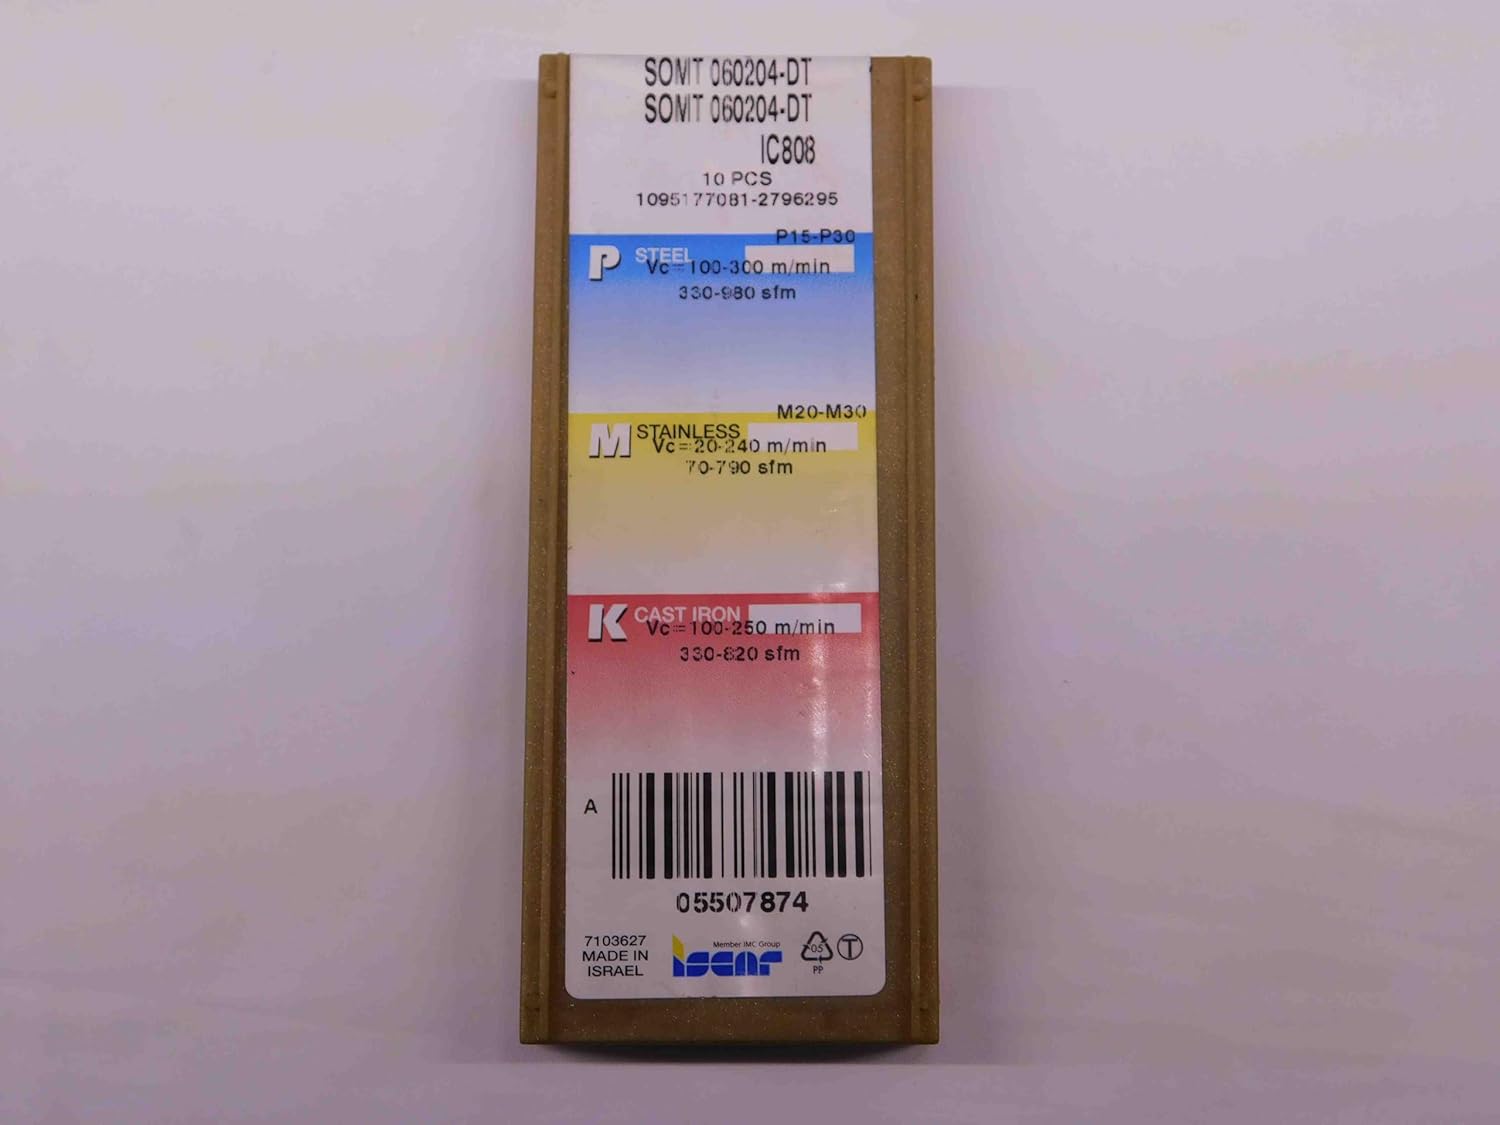 SOMT 060204-DT
SOMT 060204-DT
IC808
10 PCS
1095177081-2796295
P15-P30
P STEEL
Vc=100-300 m/min
330-980 sfm
M20-M30
M STAINLESS
Vc=20-240 m/min
70-790 sfm
K CAST IRON
Vc=100-250 m/min
330-820 sfm
A
05507874
7103627
MADE IN
ISRAEL
Member IMC Group
iscar
05
PP
T